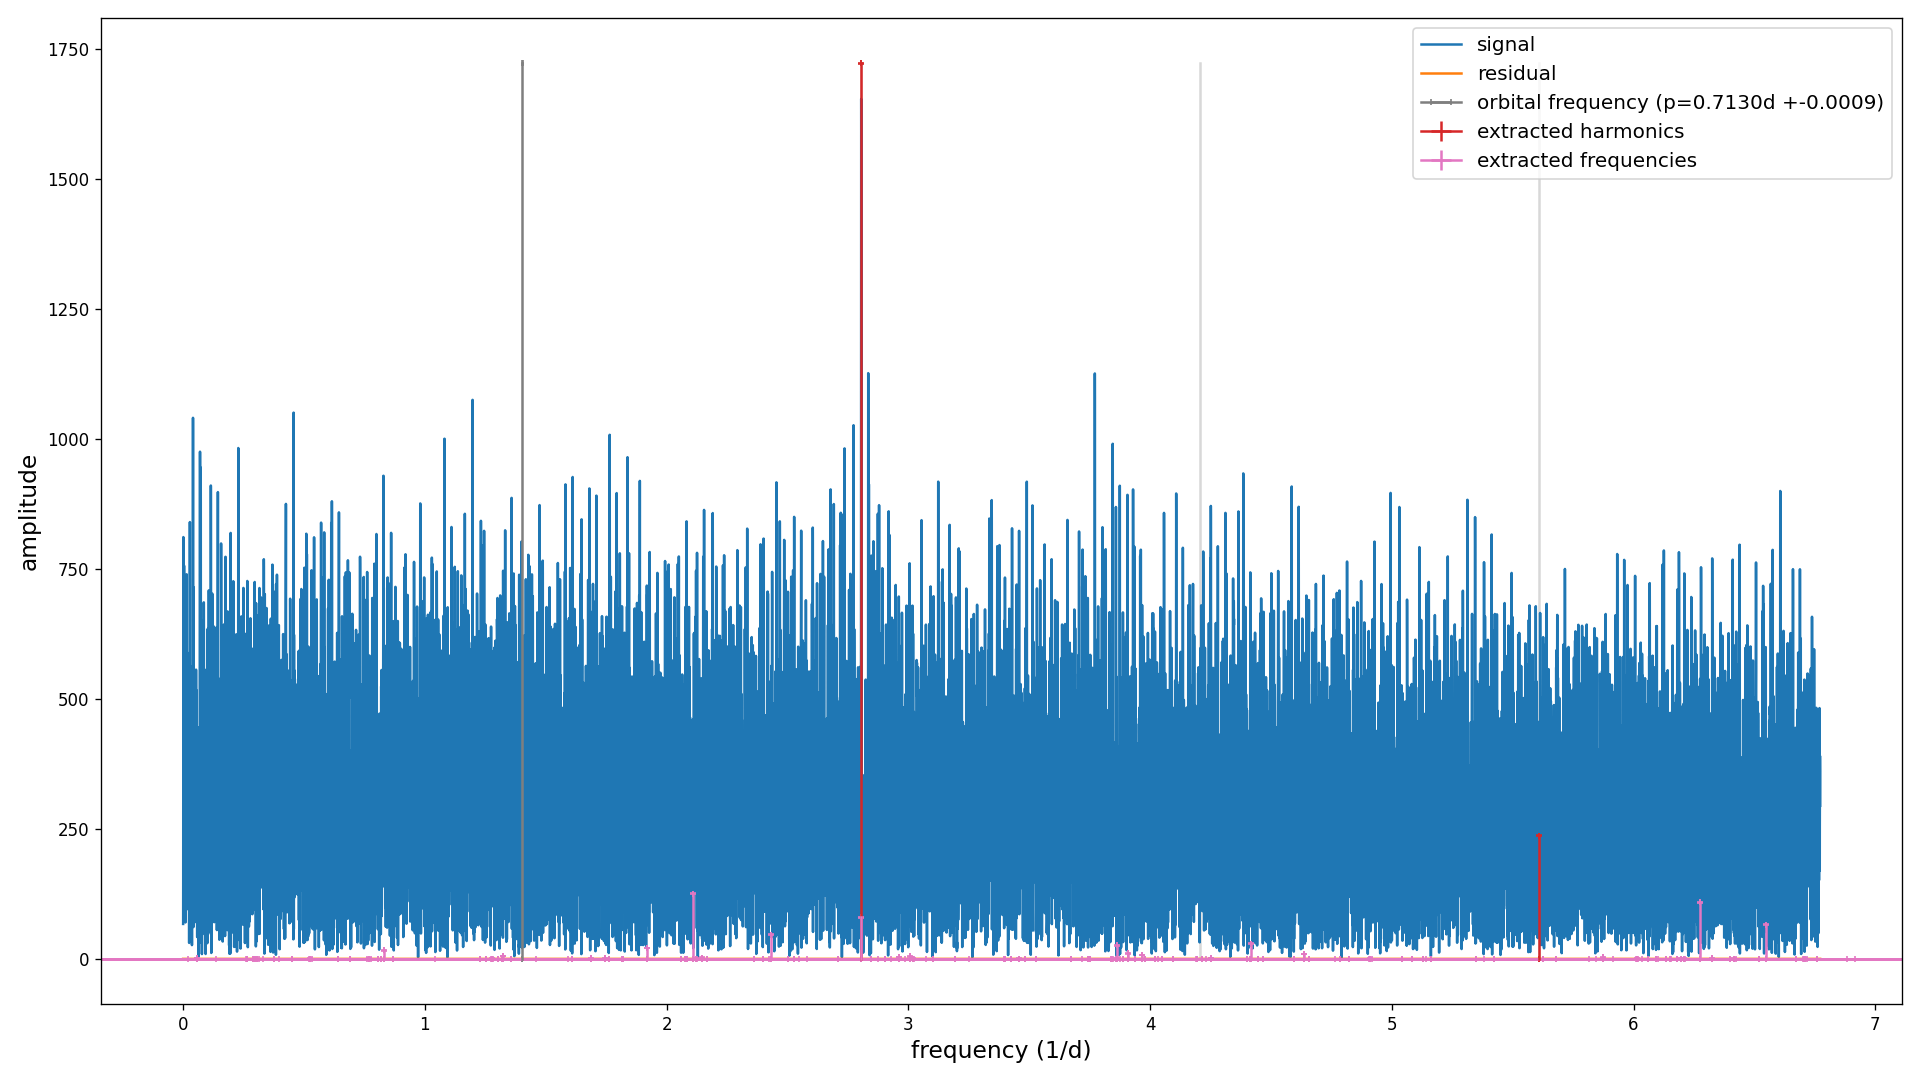 signal
residual
orbital frequency (p=0.7130d +-0.0009)
extracted harmonics
extracted frequencies
1750
1500
1250
1000
750
500
250
0
amplitude
0 1 2 3 4 5 6 7
frequency (1/d)